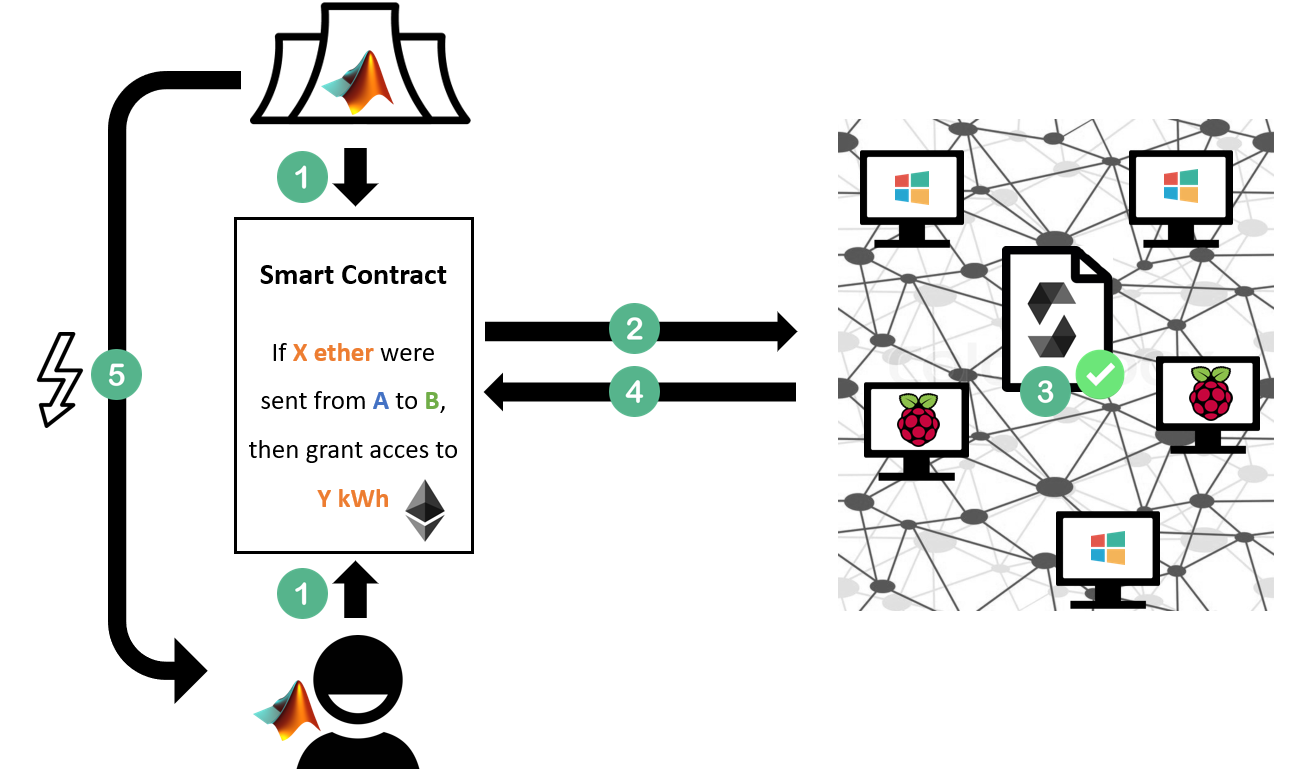 1
Smart Contract
If X ether were
sent from A to B,
then grant acces to
Y kWh
2
4
3
5
1